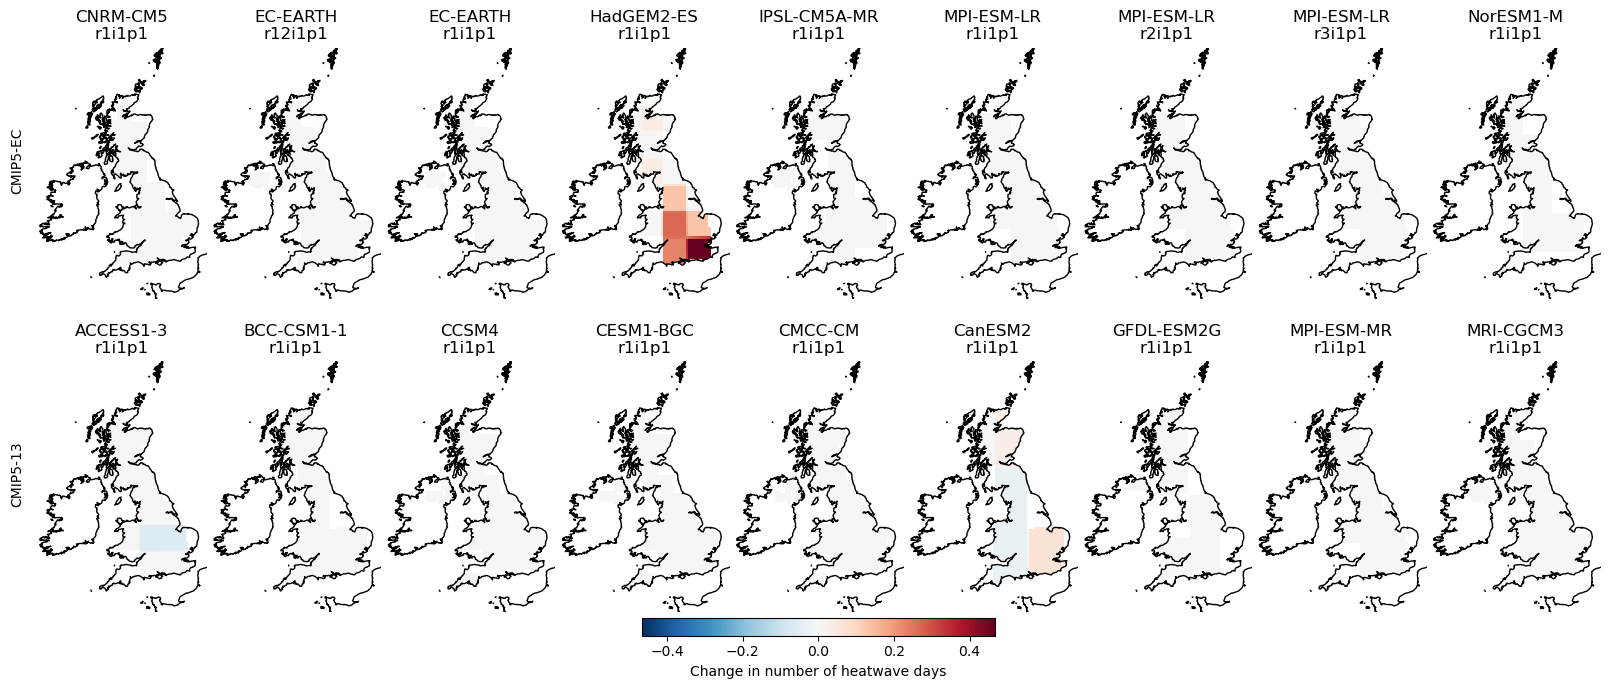 CNRM-CM5 EC-EARTH EC-EARTH HadGEM2-ES IPSL-CM5A-MR MPI-ESM-LR MPI-ESM-LR MPI-ESM-LR NorESM1-M
r1i1p1 r12i1p1 r1i1p1 r1i1p1 r1i1p1 r1i1p1 r2i1p1 r3i1p1 r1i1p1
CMIP5-EC
ACCESS1-3 BCC-CSM1-1 CCSM4 CESM1-BGC CMCC-CM CanESM2 GFDL-ESM2G MPI-ESM-MR MRI-CGCM3
r1i1p1 r1i1p1 r1i1p1 r1i1p1 r1i1p1 r1i1p1 r1i1p1 r1i1p1 r1i1p1
CMIP5-13
−0.4 −0.2 0.0 0.2 0.4
Change in number of heatwave days